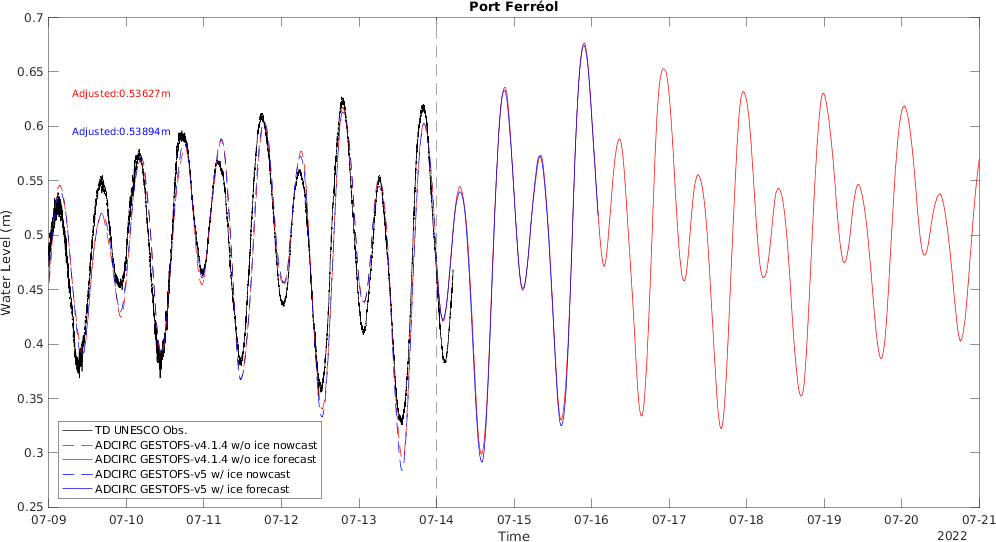 Port Ferréol
0.7
0.65
0.6
0.55
0.5
0.45
0.4
0.35
0.3
0.25
Water Level (m)
Adjusted:0.53627m
Adjusted:0.53894m
TD UNESCO Obs.
ADCIRC GESTOFS-v4.1.4 w/o ice nowcast
ADCIRC GESTOFS-v4.1.4 w/o ice forecast
ADCIRC GESTOFS-v5 w/ ice nowcast
ADCIRC GESTOFS-v5 w/ ice forecast
07-09 07-10 07-11 07-12 07-13 07-14 07-15 07-16 07-17 07-18 07-19 07-20 07-21
Time
2022